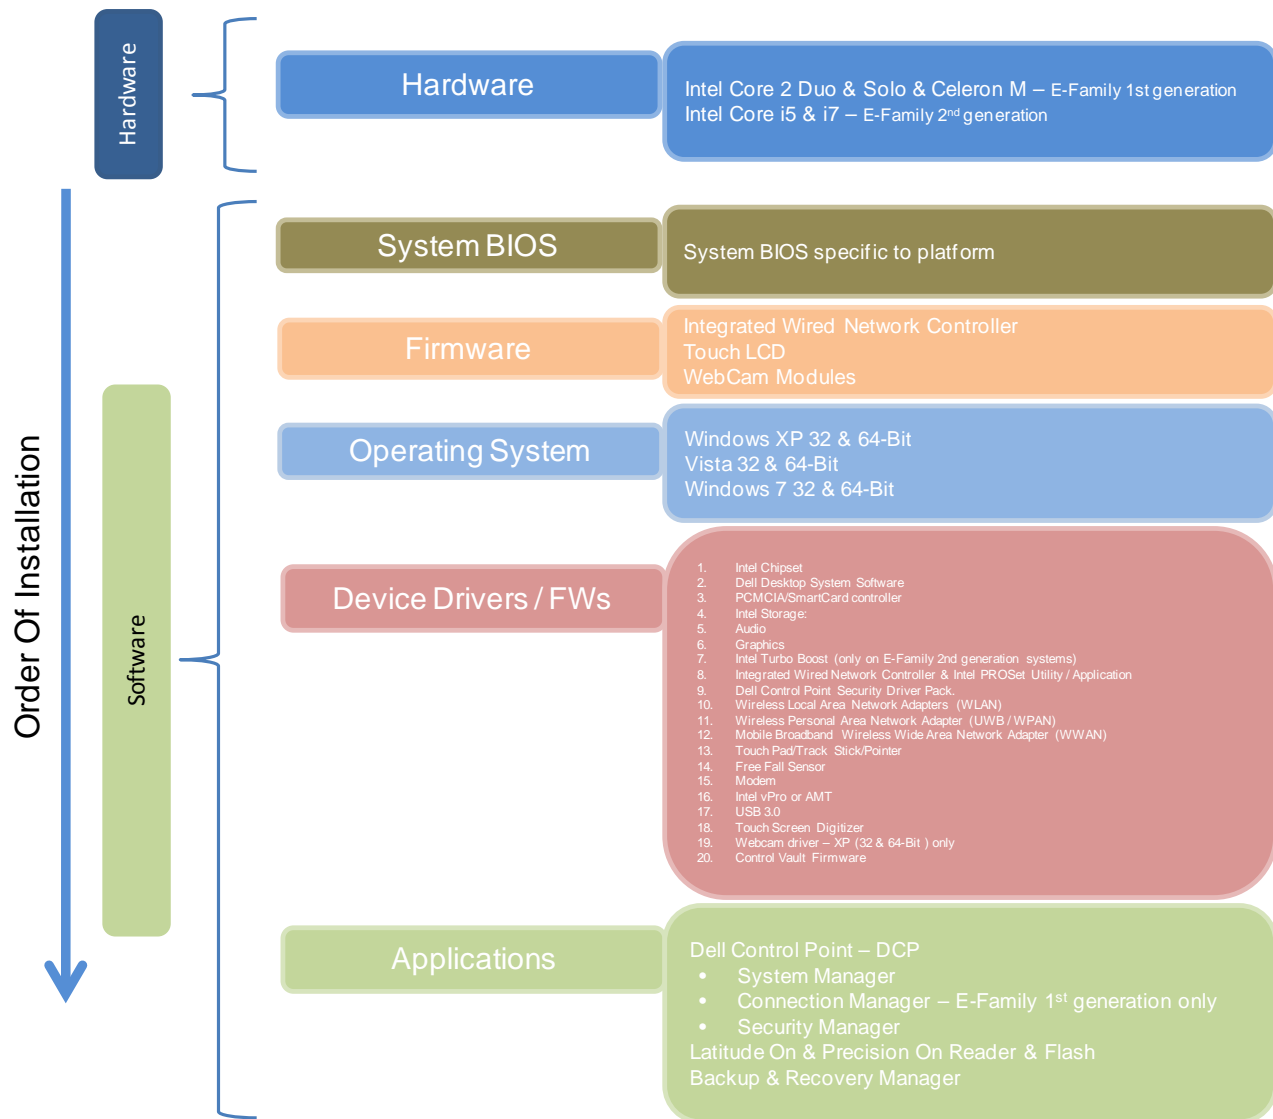 Hardware
Hardware
Intel Core 2 Duo & Solo & Celeron M – E-Family 1st generation
Intel Core i5 & i7 – E-Family 2nd generation
Order Of Installation
Software
System BIOS
System BIOS specific to platform
Firmware
Integrated Wired Network Controller
Touch LCD
WebCam Modules
Operating System
Windows XP 32 & 64-Bit
Vista 32 & 64-Bit
Windows 7 32 & 64-Bit
Device Drivers / FWs
1. Intel Chipset
2. Dell Desktop System Software
3. PCMCIA/SmartCard controller
4. Intel Storage:
5. Audio
6. Graphics
7. Intel Turbo Boost (only on E-Family 2nd generation systems)
8. Integrated Wired Network Controller & Intel PROSet Utility / Application
9. Dell Control Point Security Driver Pack.
10. Wireless Local Area Network Adapters (WLAN)
11. Wireless Personal Area Network Adapter (UWB / WPAN)
12. Mobile Broadband Wireless Wide Area Network Adapter (WWAN)
13. Touch Pad/Track Stick/Pointer
14. Free Fall Sensor
15. Modem
16. Intel vPro or AMT
17. USB 3.0
18. Touch Screen Digitizer
19. Webcam driver – XP (32 & 64-Bit ) only
20. Control Vault Firmware
Applications
Dell Control Point – DCP
• System Manager
• Connection Manager – E-Family 1st generation only
• Security Manager
Latitude On & Precision On Reader & Flash
Backup & Recovery Manager